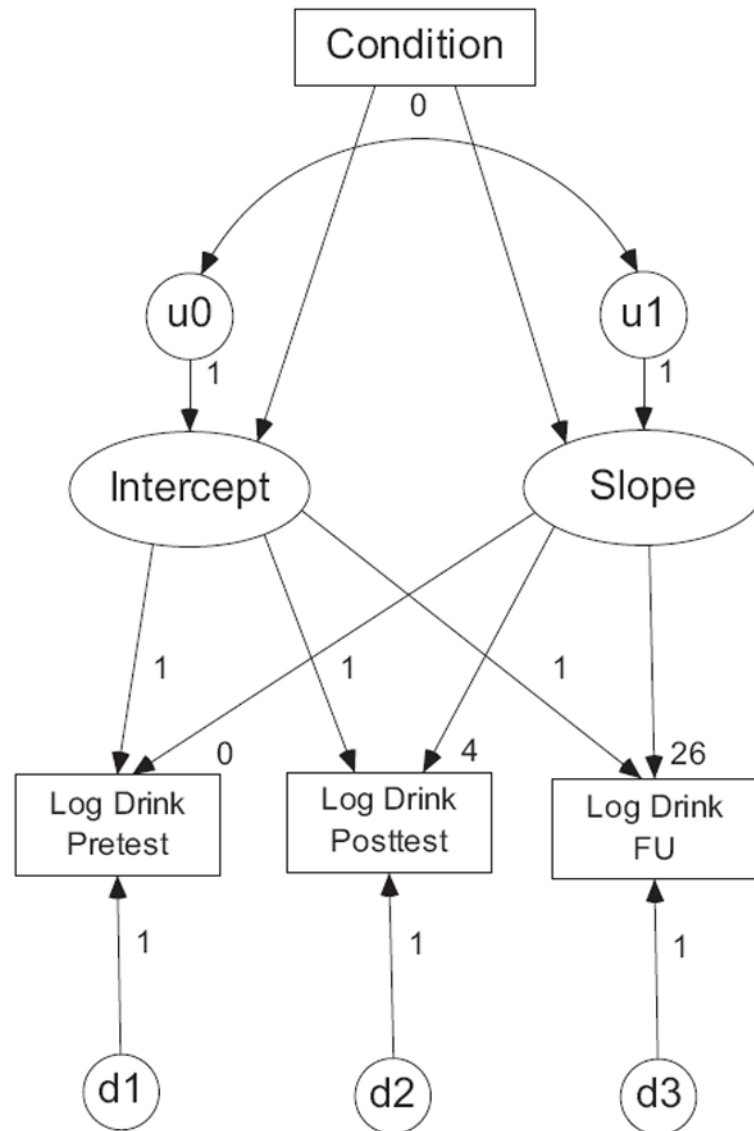 Condition
0
u0
u1
1
1
Intercept
Slope
1
1
1
0
4
26
Log Drink
Pretest
Log Drink
Posttest
Log Drink
FU
1
1
1
d1
d2
d3